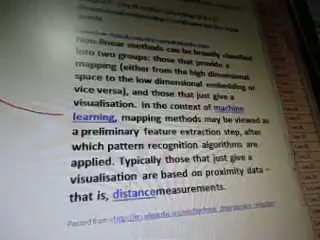 Non-linear methods can be broadly classified
into two groups: those that provide a
mapping (either from the high dimensional
space to the low dimensional embedding or
vice versa), and those that just give a
visualisation. In the context of machine
learning, mapping methods may be viewed as
a preliminary feature extraction step, after
which pattern recognition algorithms are
applied. Typically those that just give a
visualisation are based on proximity data –
that is, distancemeasurements.
Pasted from